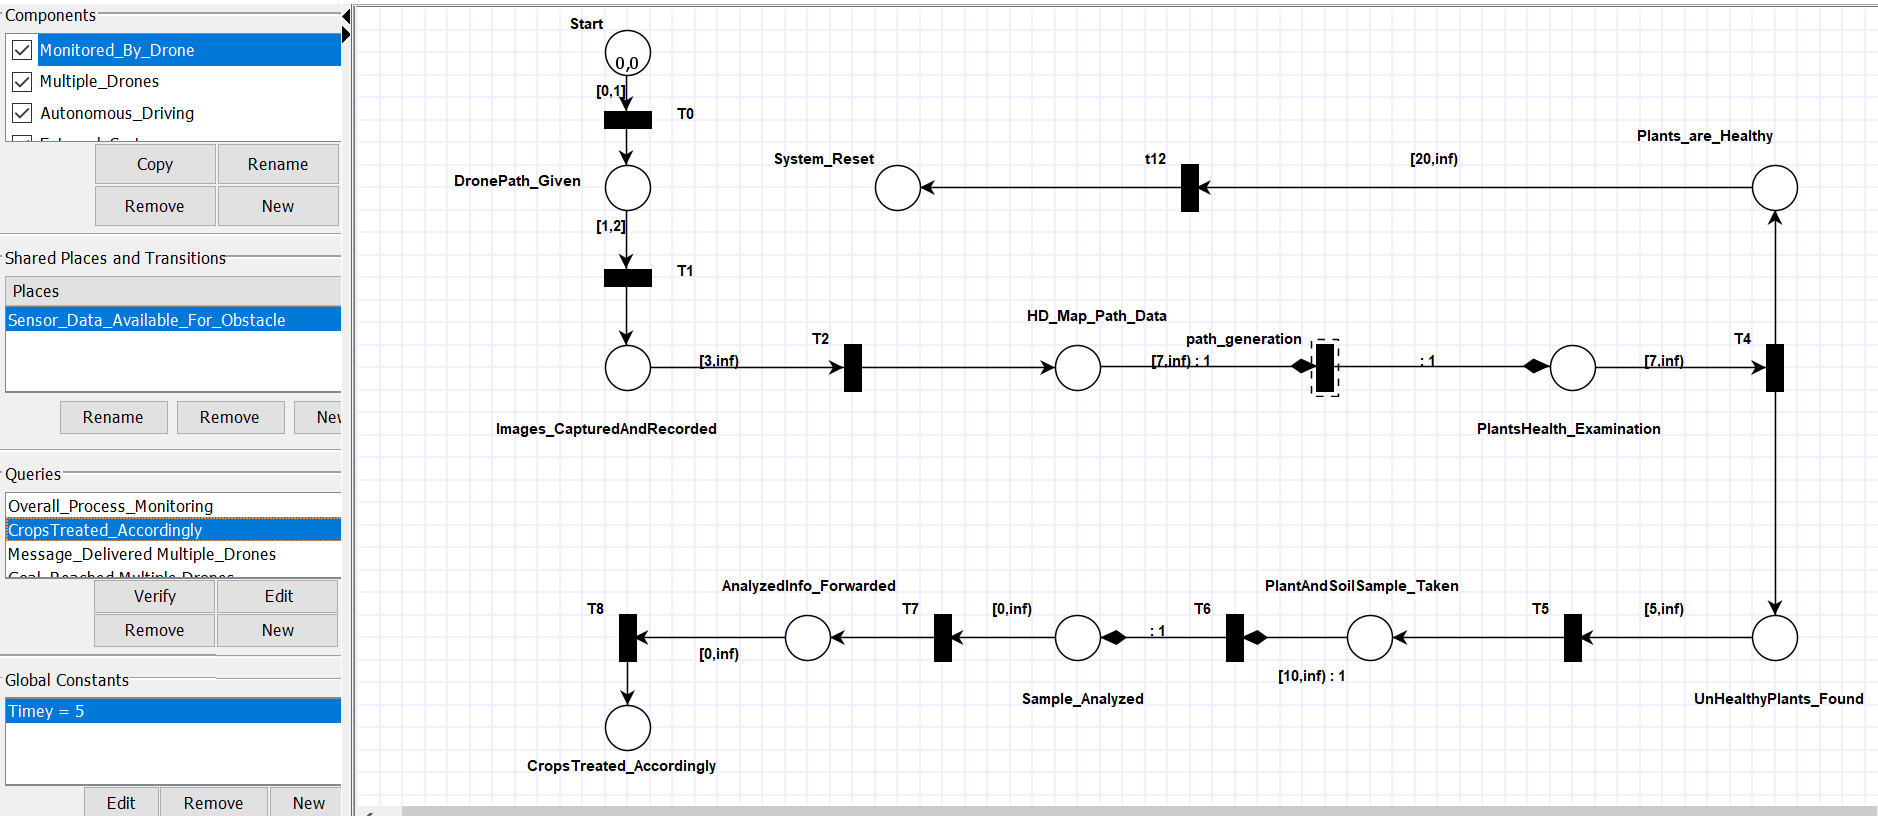 Components
Monitored_By_Drone
Multiple_Drones
Autonomous_Driving
Copy
Rename
Remove
New
Shared Places and Transitions
Places
Sensor_Data_Available_For_Obstacle
Rename
Remove
Queries
Overall_Process_Monitoring
CropsTreated_Accordingly
Message_Delivered Multiple_Drones
Goal_Reached Multiple_Drones
Verify
Edit
Remove
New
Global Constants
Timey = 5
Edit
Remove
New
Start
0,0
[0,1]
T0
DronePath_Given
[1,2]
T1
System_Reset
t12
[20,inf)
Plants_are_Healthy
Images_CapturedAndRecorded
[3,inf)
T2
HD_Map_Path_Data
[7,inf) : 1
path_generation
: 1
PlantsHealth_Examination
[7,inf)
T4
UnHealthyPlants_Found
[5,inf)
T5
PlantAndSoilSample_Taken
[10,inf) : 1
T6
: 1
Sample_Analyzed
[0,inf)
T7
AnalyzedInfo_Forwarded
[0,inf)
T8
CropsTreated_Accordingly